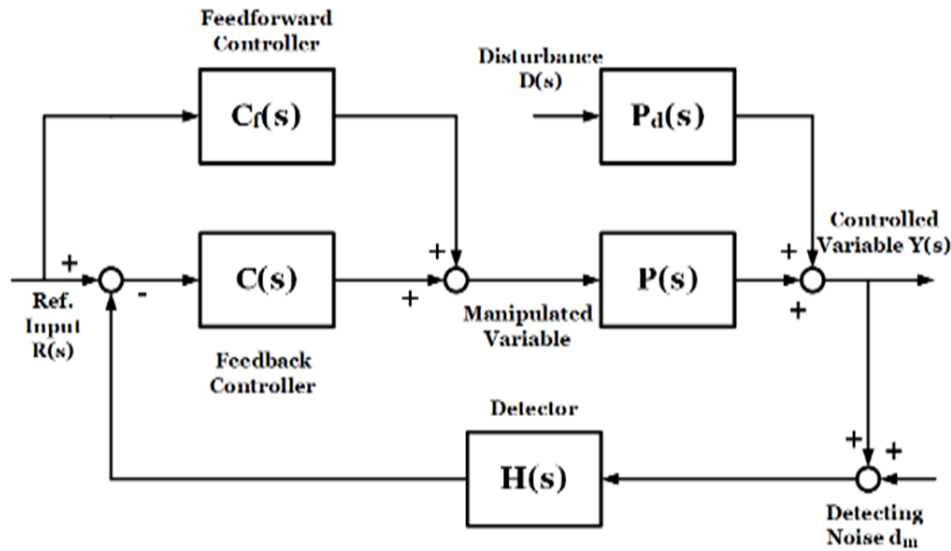 Feedforward
Controller
Disturbance
D(s)
Cf(s)
Pd(s)
Controlled
Variable Y(s)
+
+
+
+
-
C(s)
+
P(s)
+
Ref.
Input
R(s)
Manipulated
Variable
Feedback
Controller
Detector
+
+
H(s)
Detecting
Noise dm